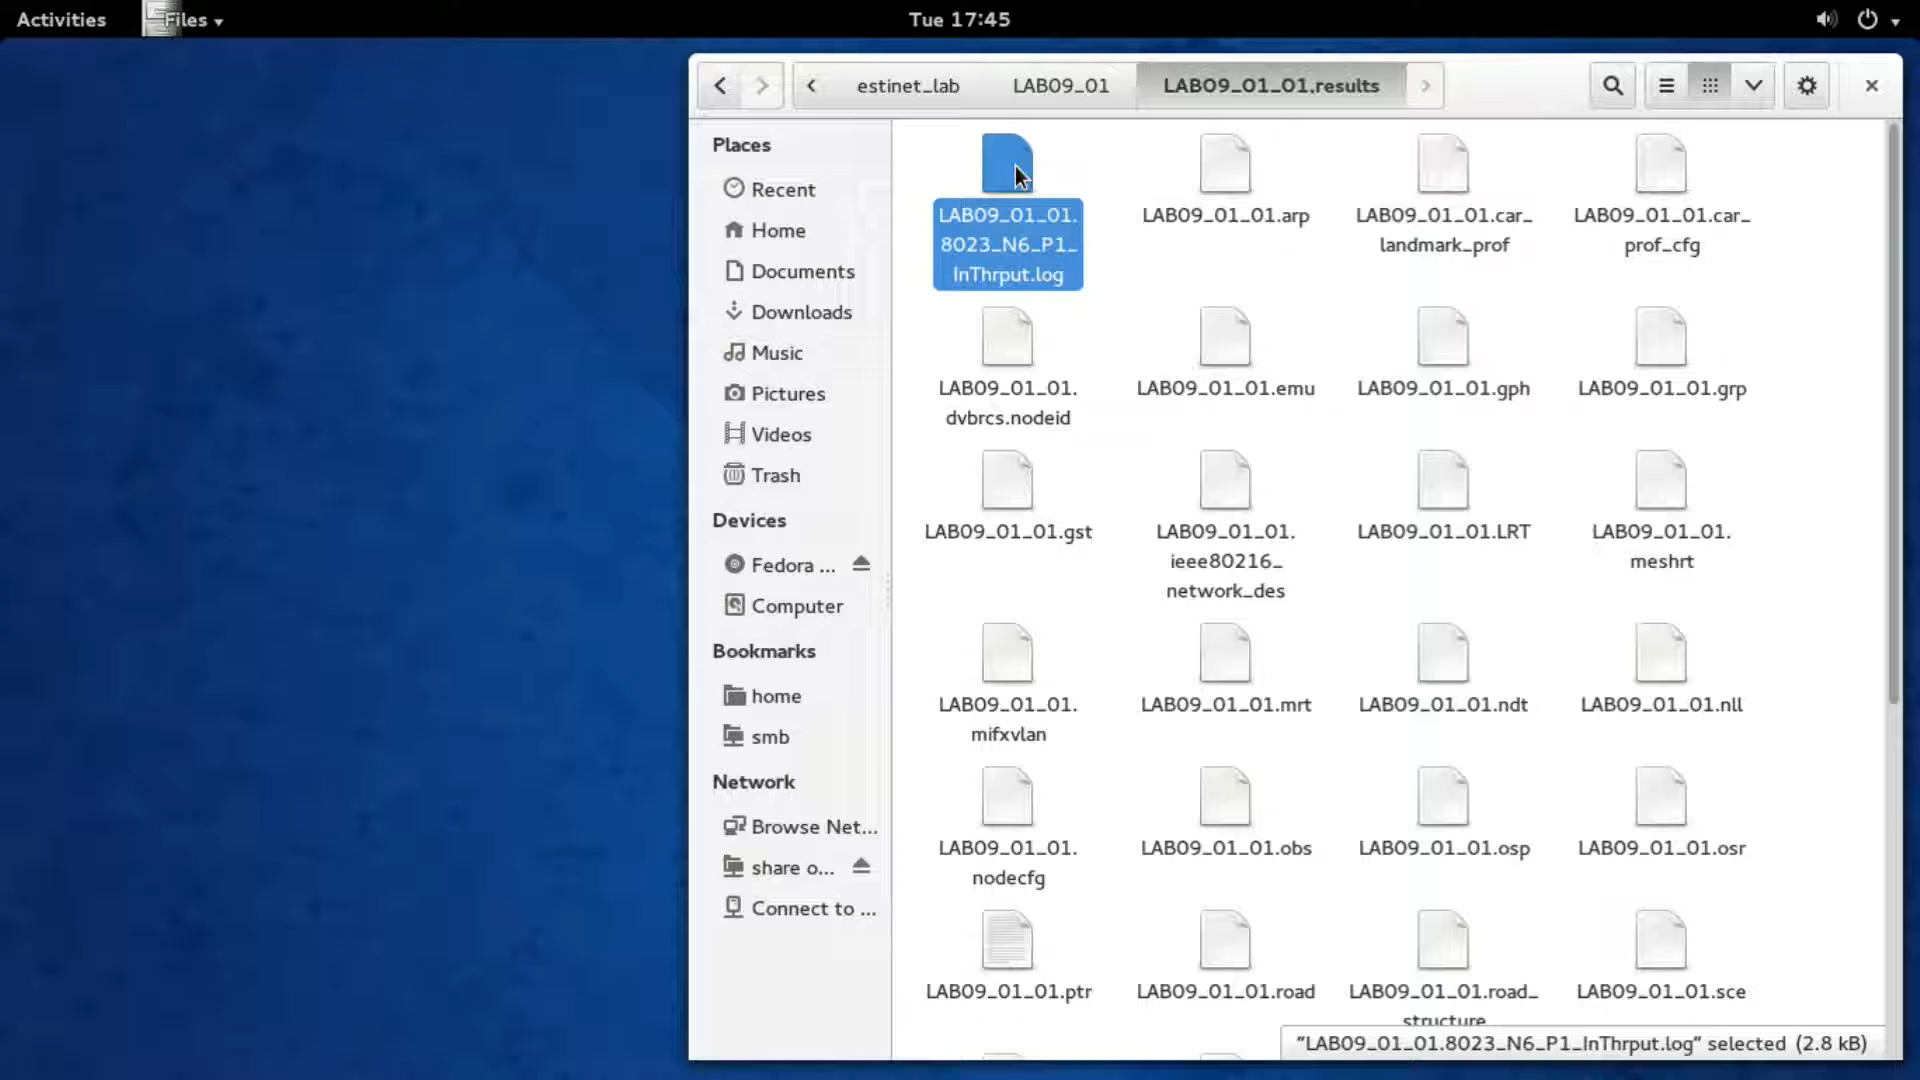 Activities
Files
Tue 17:45
estinet_lab
LAB09_01
LAB09_01_01.results
Places
Recent
Home
Documents
Downloads
Music
Pictures
Videos
Trash
Devices
Fedora ...
Computer
Bookmarks
home
smb
Network
Browse Net...
share o...
Connect to ...
LAB09_01_01.
8023_N6_P1_
InThrput.log
LAB09_01_01.arp
LAB09_01_01.car_
landmark_prof
LAB09_01_01.car_
prof_cfg
LAB09_01_01.
dvbrcs.nodeid
LAB09_01_01.emu
LAB09_01_01.gph
LAB09_01_01.grp
LAB09_01_01.gst
LAB09_01_01.
ieee80216_
network_des
LAB09_01_01.LRT
LAB09_01_01.
meshrt
LAB09_01_01.
mifxvlan
LAB09_01_01.mrt
LAB09_01_01.ndt
LAB09_01_01.nll
LAB09_01_01.
nodecfg
LAB09_01_01.obs
LAB09_01_01.osp
LAB09_01_01.osr
LAB09_01_01.ptr
LAB09_01_01.road
LAB09_01_01.road_
structure
LAB09_01_01.sce
"LAB09_01_01.8023_N6_P1_InThrput.log" selected (2.8 kB)